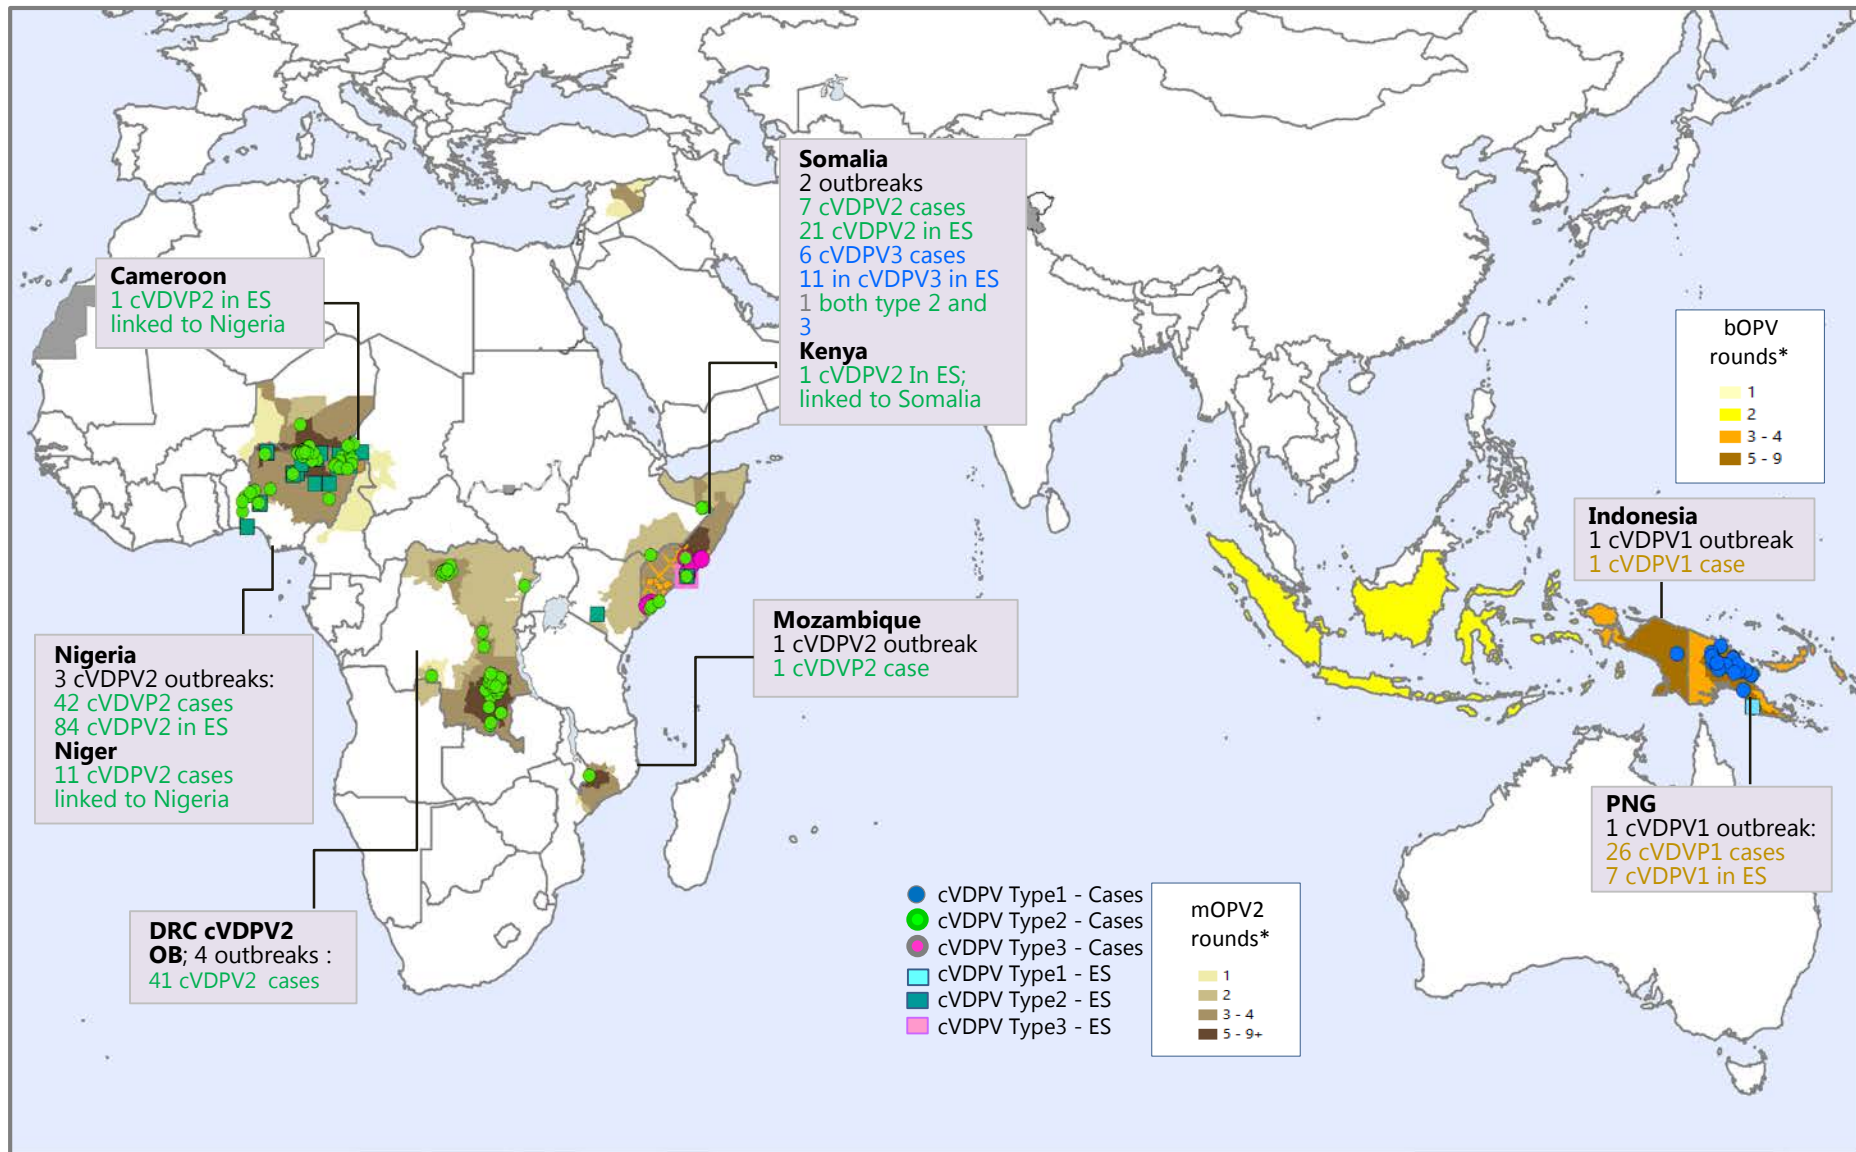 Somalia
2 outbreaks
7 cVDPV2 cases
21 cVDPV2 in ES
6 cVDPV3 cases
11 in cVDPV3 in ES
1 both type 2 and
3
Kenya
1 cVDPV2 In ES;
linked to Somalia
Cameroon
1 cVDVP2 in ES
linked to Nigeria
bOPV
rounds*
1
2
3 - 4
5 - 9
Indonesia
1 cVDPV1 outbreak
1 cVDPV1 case
Mozambique
1 cVDPV2 outbreak
1 cVDVP2 case
Nigeria
3 cVDPV2 outbreaks:
42 cVDVP2 cases
84 cVDPV2 in ES
Niger
11 cVDPV2 cases
linked to Nigeria
PNG
1 cVDPV1 outbreak:
26 cVDVP1 cases
7 cVDPV1 in ES
DRC cVDPV2
OB; 4 outbreaks :
41 cVDPV2 cases
cVDPV Type1 - Cases
cVDPV Type2 - Cases
cVDPV Type3 - Cases
cVDPV Type1 - ES
cVDPV Type2 - ES
cVDPV Type3 - ES
mOPV2
rounds*
1
2
3 - 4
5 - 9+